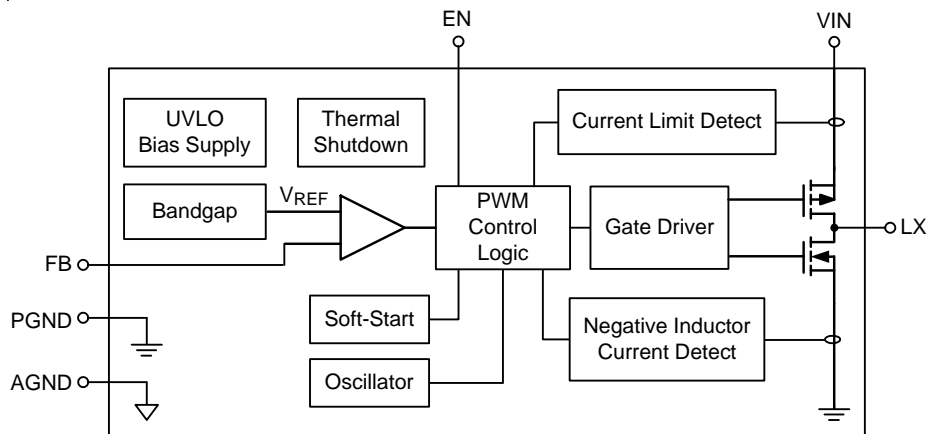 EN
VIN
UVLO
Bias Supply
Thermal
Shutdown
Current Limit Detect
Bandgap
VREF
PWM
Control
Logic
Gate Driver
LX
FB
PGND
Soft-Start
Negative Inductor
Current Detect
AGND
Oscillator